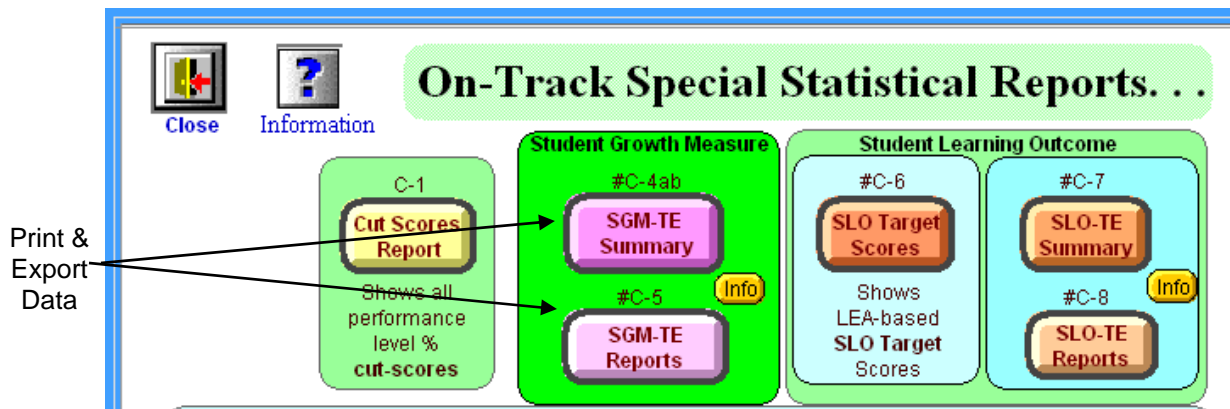 On-Track Special Statistical Reports. . .
Close
Information
Student Growth Measure
Student Learning Outcome
C-1
Cut Scores
Report
Shows all
performance
level %
cut-scores
#C-4ab
SGM-TE
Summary
Info
#C-5
SGM-TE
Reports
#C-6
SLO Target
Scores
Shows
LEA-based
SLO Target
Scores
#C-7
SLO-TE
Summary
Info
#C-8
SLO-TE
Reports
Print &
Export
Data